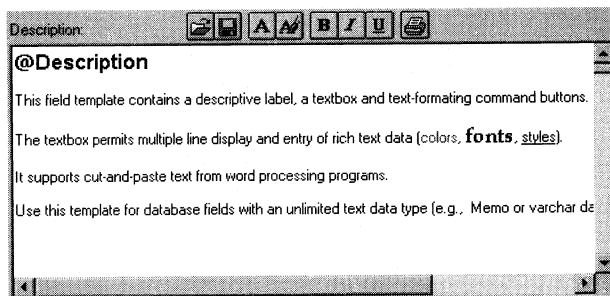 Description:
A A B I U
@Description
This field template contains a descriptive label, a textbox and text-formating command buttons.
The textbox permits multiple line display and entry of rich text data (colors, fonts, styles).
It supports cut-and-paste text from word processing programs.
Use this template for database fields with an unlimited text data type (e.g., Memo or varchar da